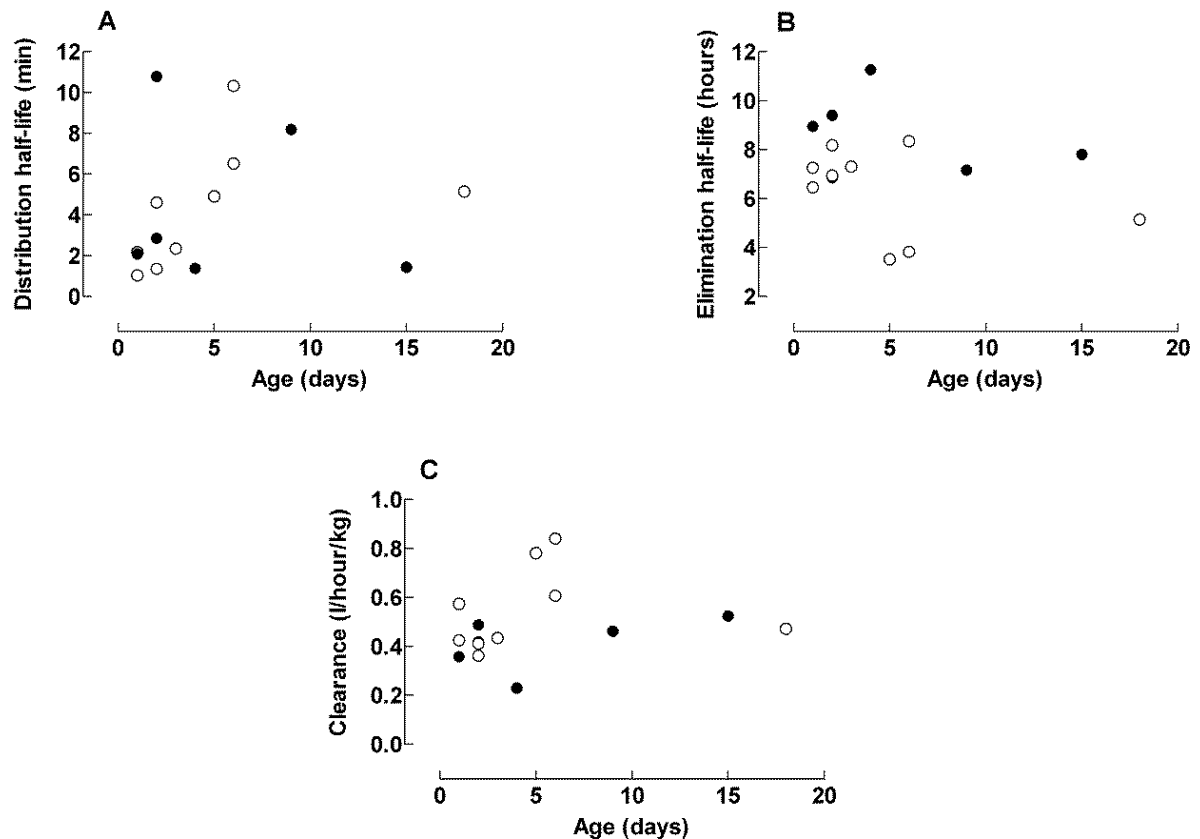 A
Distribution half-life (min)
12
10
8
6
4
2
0
0 5 10 15 20
Age (days)
B
Elimination half-life (hours)
12
10
8
6
4
2
0 5 10 15 20
Age (days)
C
Clearance (l/hour/kg)
1.0
0.8
0.6
0.4
0.2
0.0
0 5 10 15 20
Age (days)